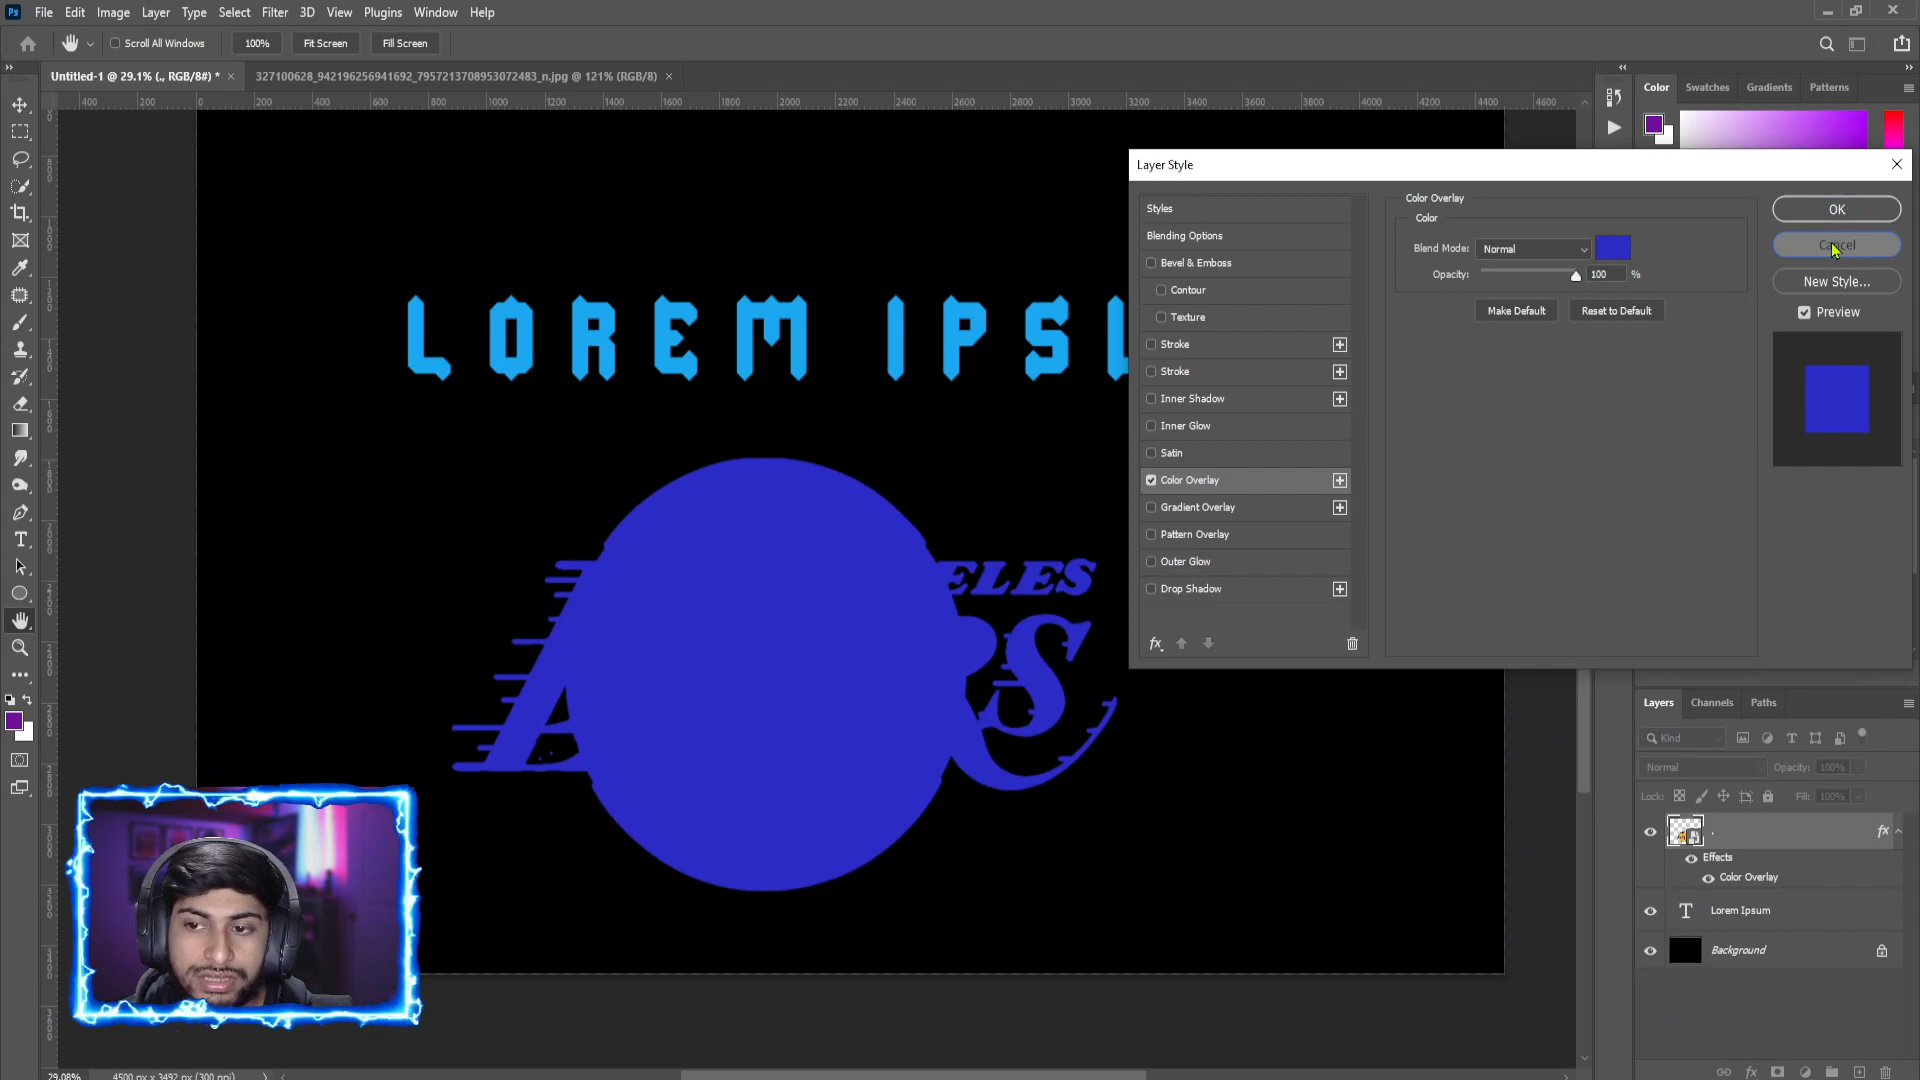 Ps File Edit Image Layer Type Select Filter 3D View Plugins Window Help
Scroll All Windows 100% Fit Screen Fill Screen
Untitled-1 @ 29.1% (., RGB/8#) * × 327100628_942196256941692_7957213708953072483_n.jpg @ 121% (RGB/8) ×
400 200 0 200 400 600 800 1000 1200 1400 1600 1800 2000 2200 2400 2600 2800 3000 3200 3400 3600 3800 4000 4200 4400 4600
Color Swatches Gradients Patterns
Layer Style
Styles
Blending Options
Bevel & Emboss
Contour
Texture
Stroke
Stroke
Inner Shadow
Inner Glow
Satin
Color Overlay
Gradient Overlay
Pattern Overlay
Outer Glow
Drop Shadow
fx
Color Overlay
Color
Blend Mode: Normal
Opacity: 100 %
Make Default Reset to Default
OK
Cancel
New Style...
Preview
LOREM IPS
ELES
RS
Layers Channels Paths
Kind
Normal Opacity: 100%
Lock: Fill: 100%
. fx
Effects
Color Overlay
T Lorem Ipsum
Background
29.08% 4500 px x 3492 px (300 ppi)